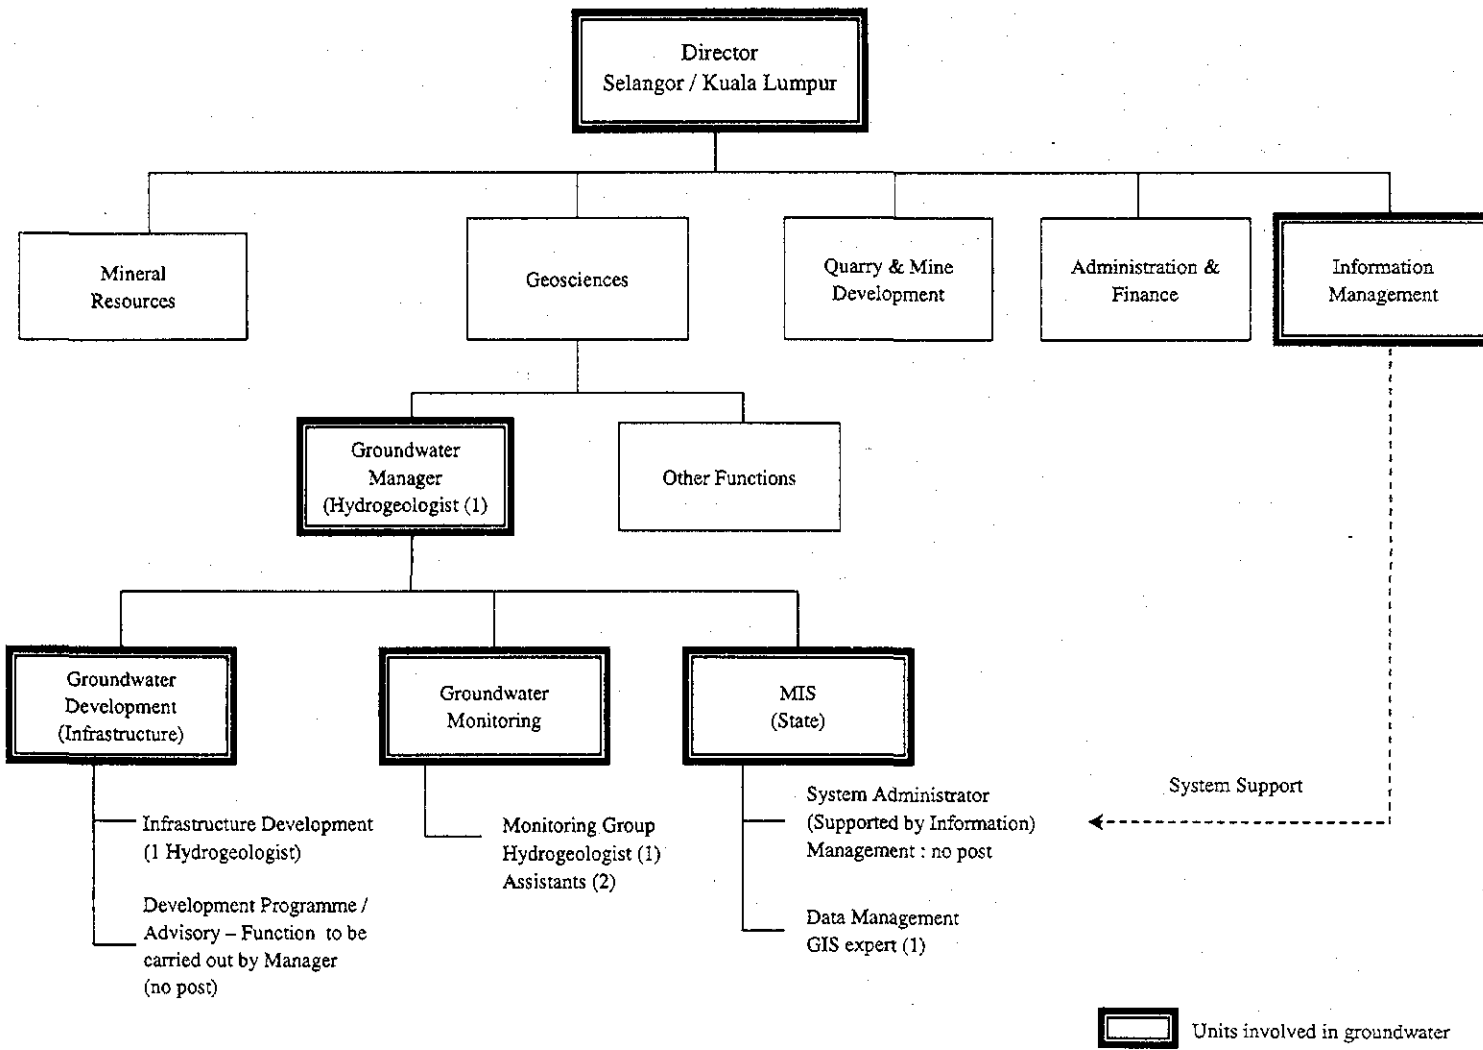 Director
Selangor / Kuala Lumpur
Mineral
Resources
Geosciences
Quarry & Mine
Development
Administration &
Finance
Information
Management
Groundwater
Manager
(Hydrogeologist (1)
Other Functions
Groundwater
Development
(Infrastructure)
Groundwater
Monitoring
MIS
(State)
Infrastructure Development
(1 Hydrogeologist)
Development Programme /
Advisory – Function to be
carried out by Manager
(no post)
Monitoring Group
Hydrogeologist (1)
Assistants (2)
System Administrator
(Supported by Information)
Management : no post
Data Management
GIS expert (1)
System Support
Units involved in groundwater